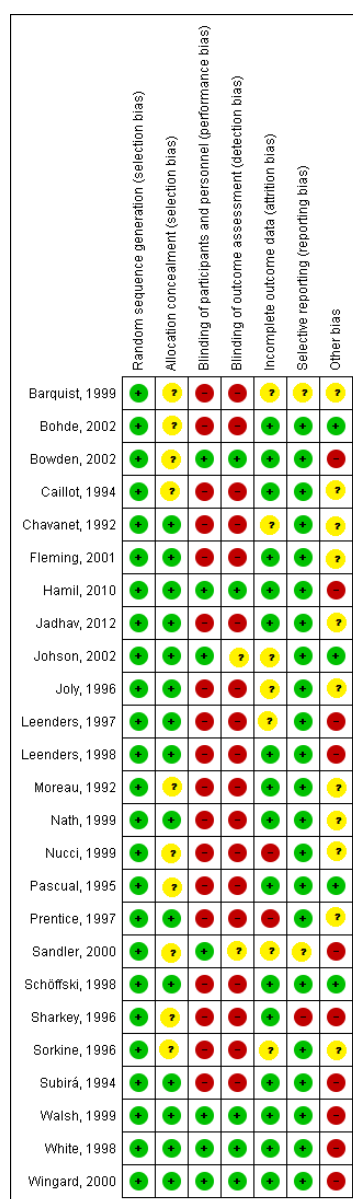 Random sequence generation (selection bias)
Allocation concealment (selection bias)
Blinding of participants and personnel (performance bias)
Blinding of outcome assessment (detection bias)
Incomplete outcome data (attrition bias)
Selective reporting (reporting bias)
Other bias
Barquist, 1999 + ? - - ? ? ?
Bohde, 2002 + ? - - + + +
Bowden, 2002 + ? + + + + -
Caillot, 1994 + ? - - + + ?
Chavanet, 1992 + + - - ? + ?
Fleming, 2001 + + - - + + ?
Hamil, 2010 + + + + + + -
Jadhav, 2012 + + - - + + ?
Johson, 2002 + + + ? ? + +
Joly, 1996 + + - - ? + ?
Leenders, 1997 + + - - ? + -
Leenders, 1998 + + - - + + -
Moreau, 1992 + ? - - + + ?
Nath, 1999 + + - - + + ?
Nucci, 1999 + ? - - - + ?
Pascual, 1995 + ? - - + + +
Prentice, 1997 + + - - - + ?
Sandler, 2000 + ? + ? ? ? -
Schöffski, 1998 + + - - + + +
Sharkey, 1996 + ? - - + - -
Sorkine, 1996 + ? - - ? + ?
Subirá, 1994 + + - - + + -
Walsh, 1999 + + + + + + -
White, 1998 + + + + + + -
Wingard, 2000 + + + + + + -